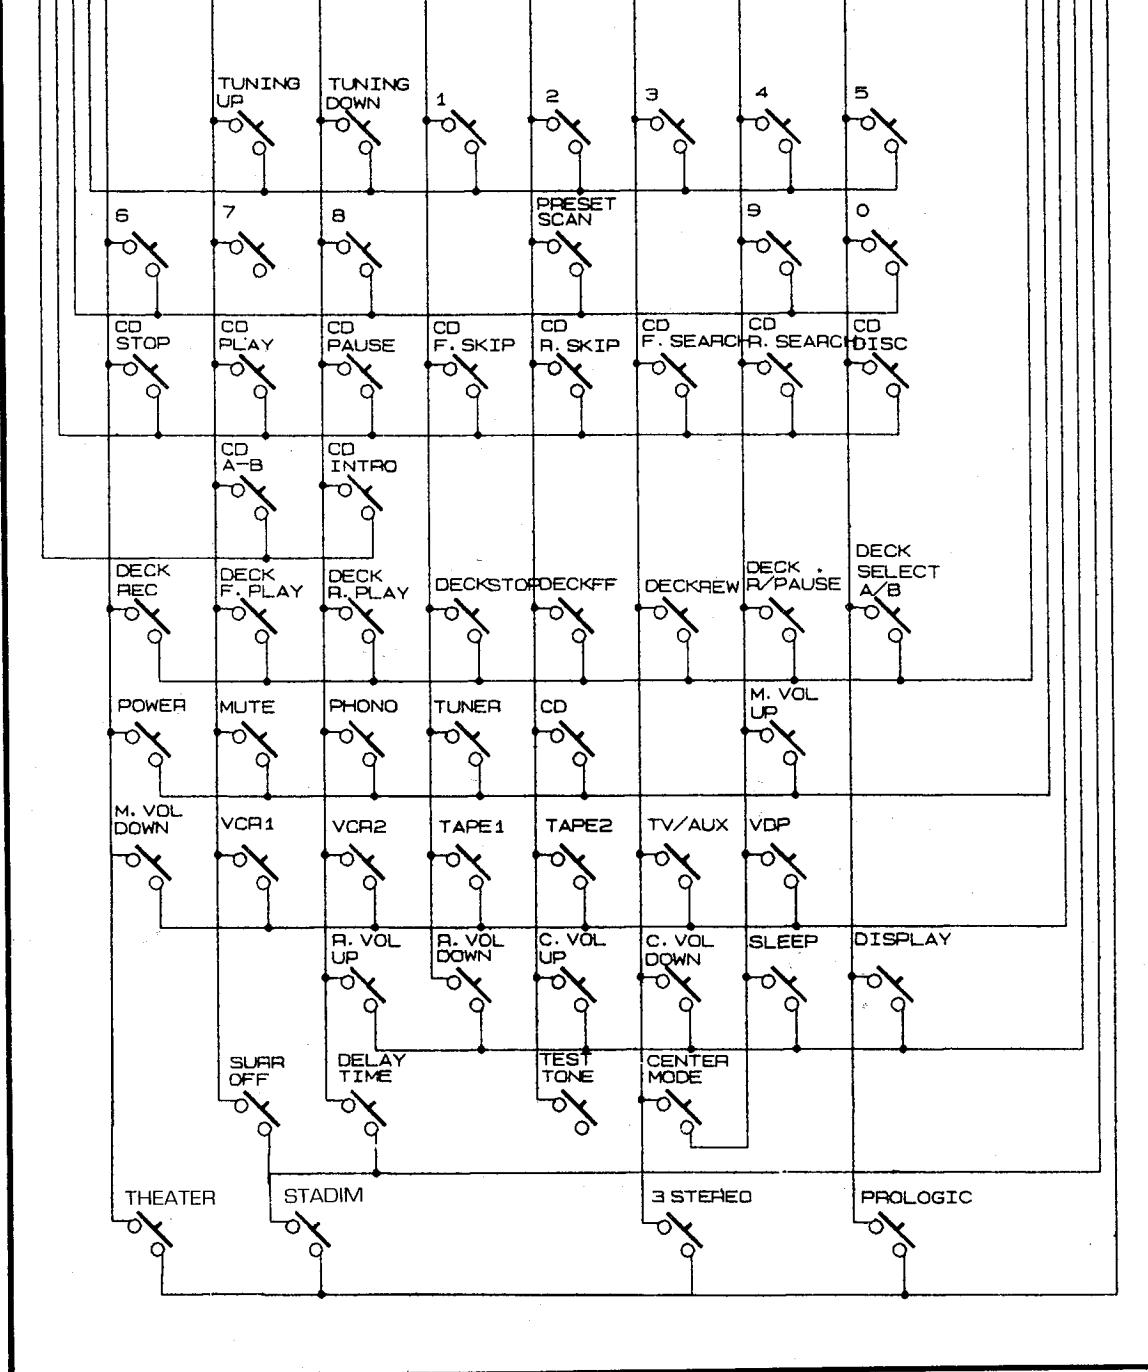 TUNING
UP
TUNING
DOWN
1
2
3
4
5
6
7
8
PRESET
SCAN
9
0
CD
STOP
CD
PLAY
CD
PAUSE
CD
F. SKIP
CD
R. SKIP
CD
F. SEARCH
CD
R. SEARCH
CD
DISC
CD
A-B
CD
INTRO
DECK
REC
DECK
F. PLAY
DECK
R. PLAY
DECKSTOP
DECKFF
DECKREW
DECK
R/PAUSE
DECK
SELECT
A/B
POWER
MUTE
PHONO
TUNER
CD
M. VOL
UP
M. VOL
DOWN
VCR1
VCR2
TAPE1
TAPE2
TV/AUX
VDP
R. VOL
UP
R. VOL
DOWN
C. VOL
UP
C. VOL
DOWN
SLEEP
DISPLAY
SURR
OFF
DELAY
TIME
TEST
TONE
CENTER
MODE
THEATER
STADIM
3 STEREO
PROLOGIC